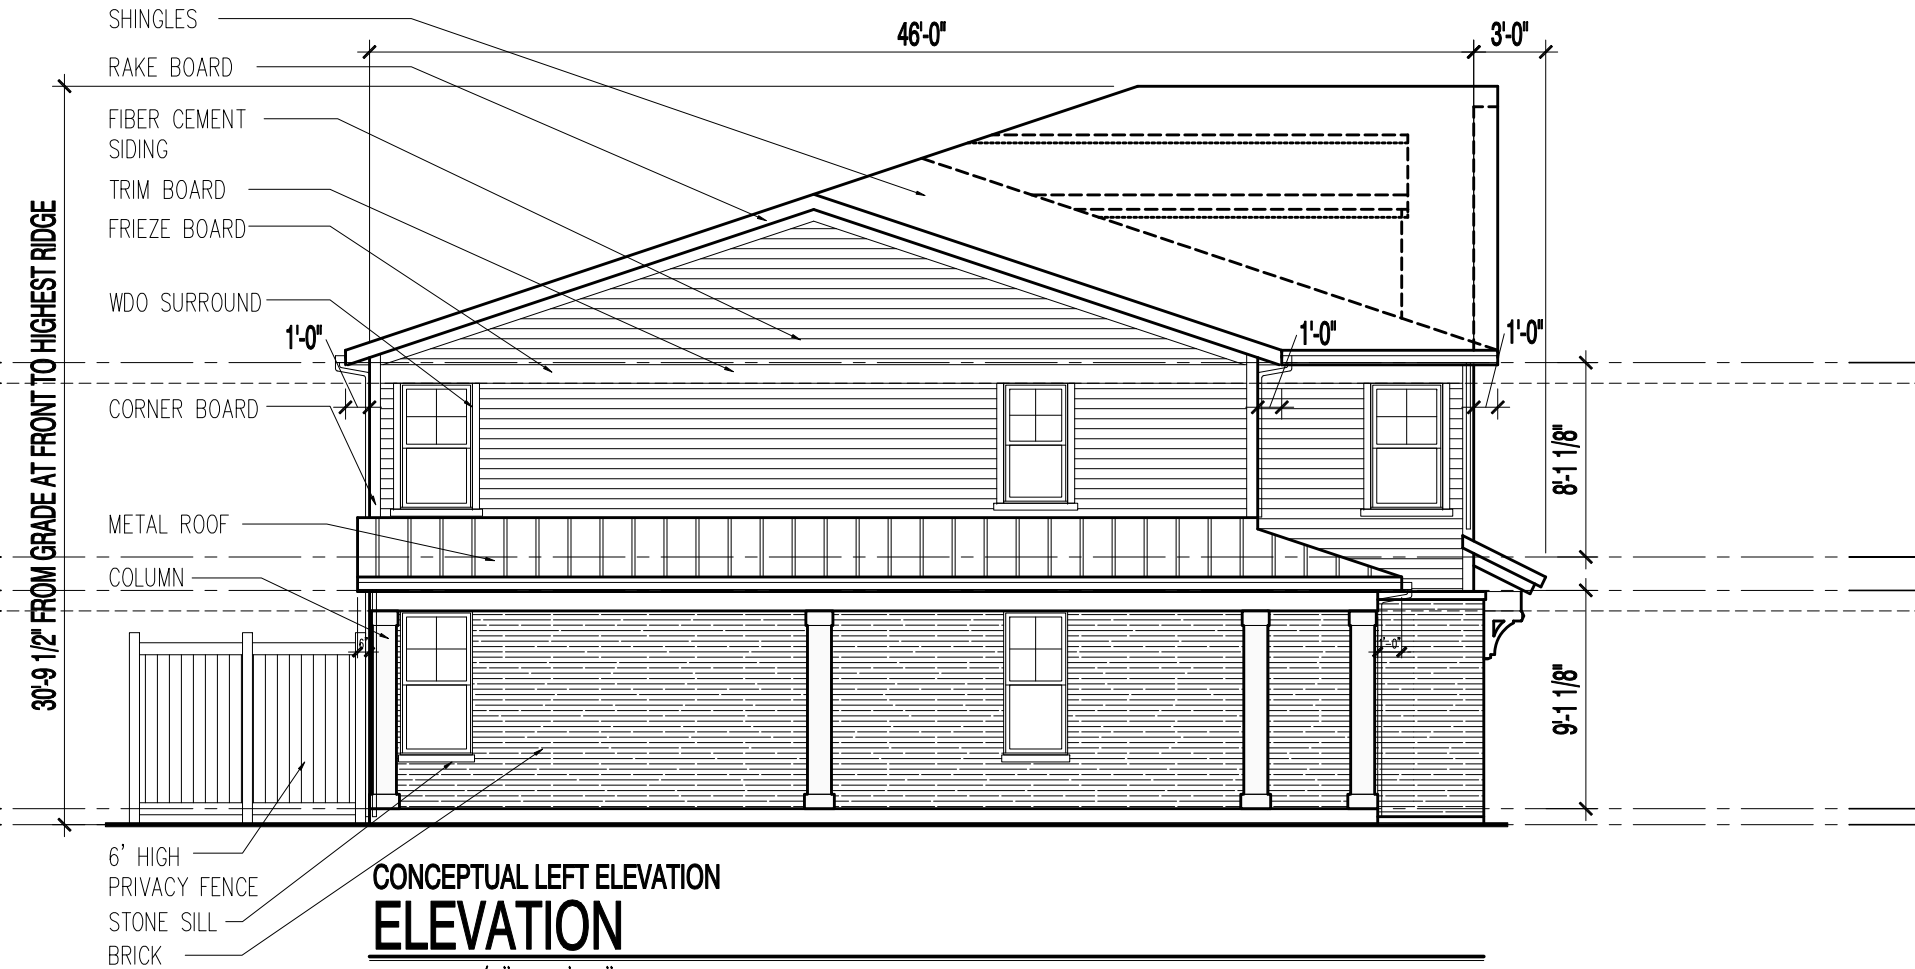 SHINGLES
46'-0"
3'-0"
RAKE BOARD
FIBER CEMENT
SIDING
TRIM BOARD
FRIEZE BOARD
WDO SURROUND
1'-0"
1'-0"
1'-0"
CORNER BOARD
30'-9 1/2" FROM GRADE AT FRONT TO HIGHEST RIDGE
8'-1 1/8"
METAL ROOF
COLUMN
1'-0"
9'-1 1/8"
6' HIGH
PRIVACY FENCE
STONE SILL
BRICK
CONCEPTUAL LEFT ELEVATION
ELEVATION